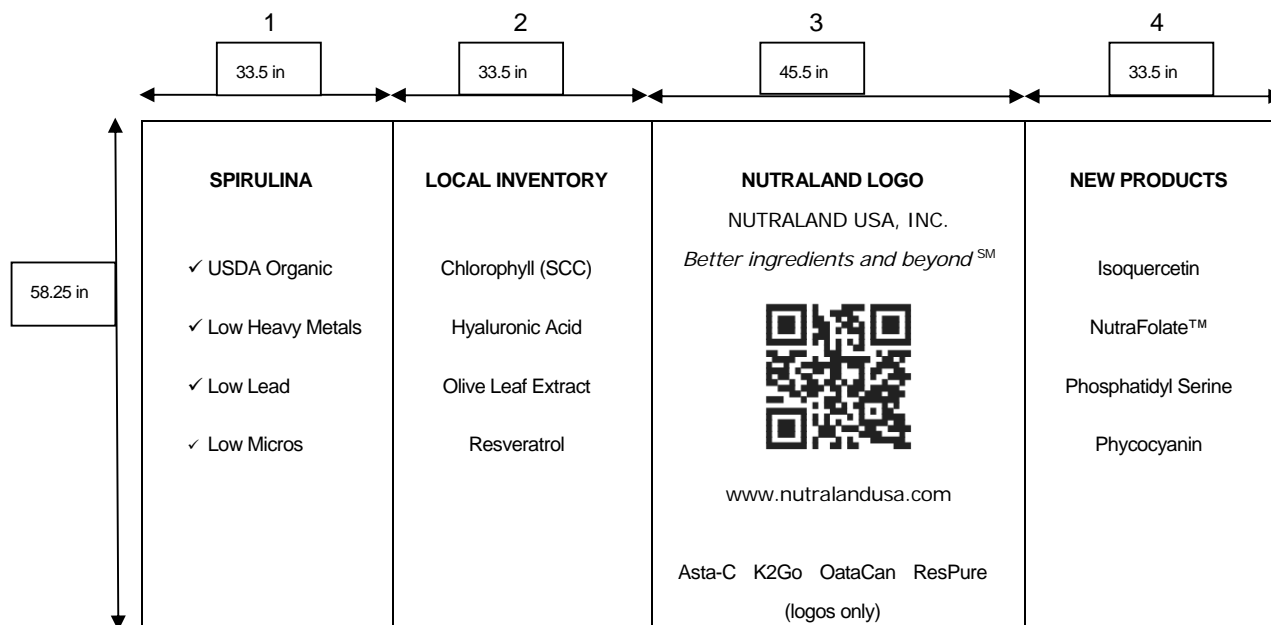 1
2
3
4
33.5 in
33.5 in
45.5 in
33.5 in
58.25 in
SPIRULINA
✓ USDA Organic
✓ Low Heavy Metals
✓ Low Lead
✓ Low Micros
LOCAL INVENTORY
Chlorophyll (SCC)
Hyaluronic Acid
Olive Leaf Extract
Resveratrol
NUTRALAND LOGO
NUTRALAND USA, INC.
Better ingredients and beyond ℠
www.nutralandusa.com
Asta-C K2Go OataCan ResPure
(logos only)
NEW PRODUCTS
Isoquercetin
NutraFolate™
Phosphatidyl Serine
Phycocyanin